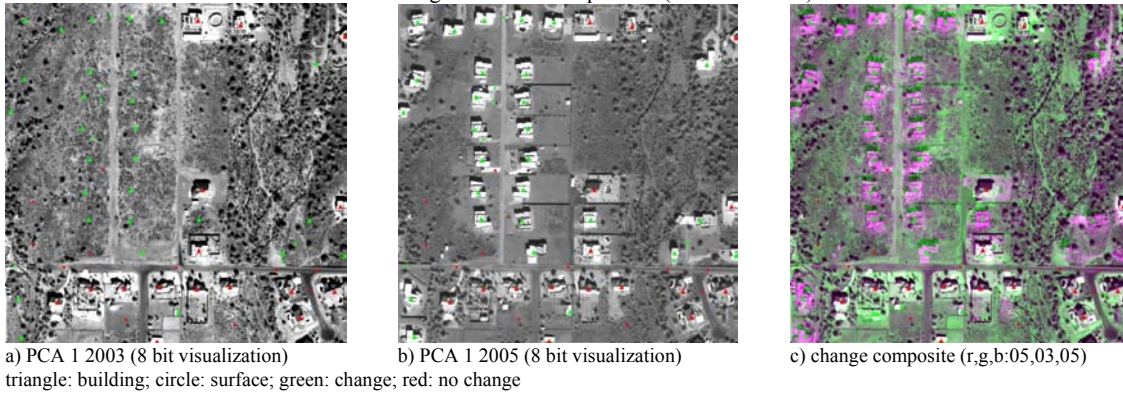 a) PCA 1 2003 (8 bit visualization)
b) PCA 1 2005 (8 bit visualization)
c) change composite (r,g,b:05,03,05)
triangle: building; circle: surface; green: change; red: no change